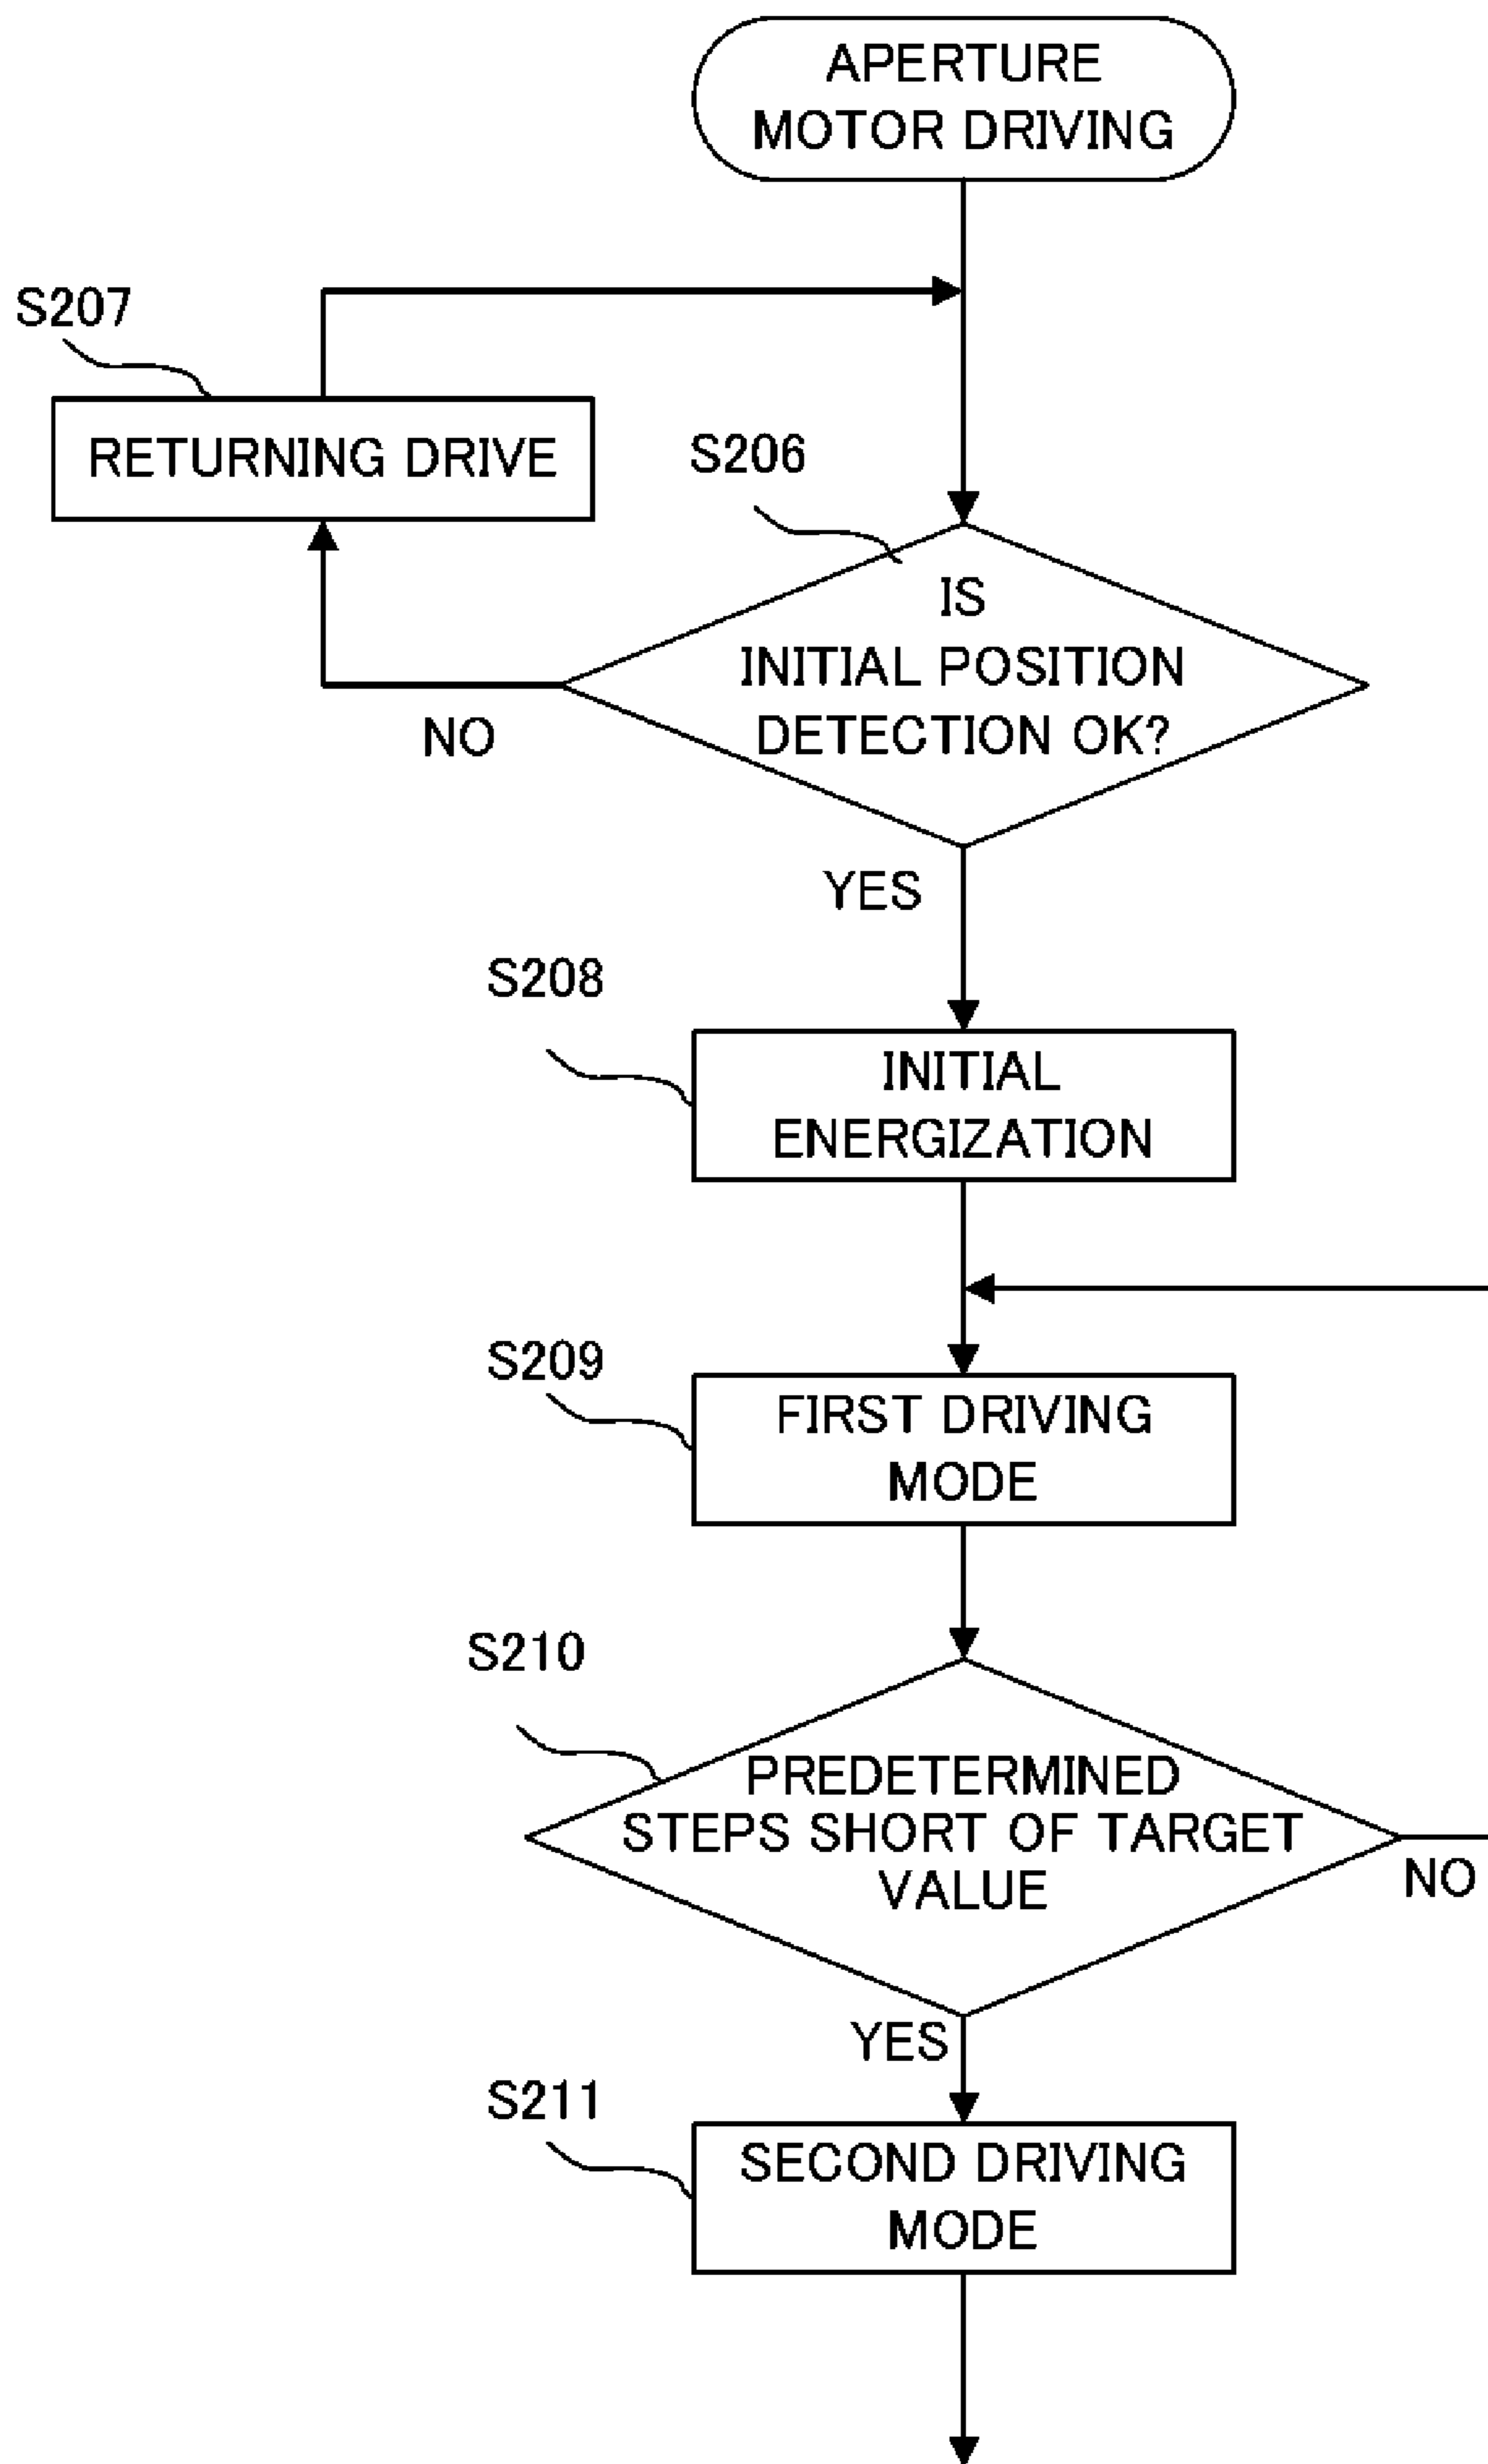 APERTURE
MOTOR DRIVING
S207
RETURNING DRIVE
S206
IS
INITIAL POSITION
DETECTION OK?
NO
YES
S208
INITIAL
ENERGIZATION
S209
FIRST DRIVING
MODE
S210
PREDETERMINED
STEPS SHORT OF TARGET
VALUE
NO
YES
S211
SECOND DRIVING
MODE